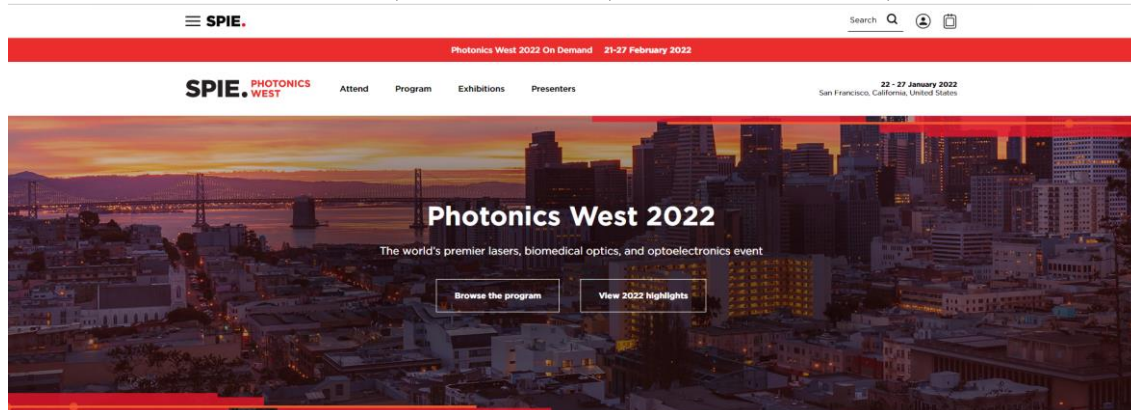 SPIE.
Search
Photonics West 2022 On Demand 21-27 February 2022
SPIE. PHOTONICS WEST
Attend Program Exhibitions Presenters
22 - 27 January 2022
San Francisco, California, United States
Photonics West 2022
The world's premier lasers, biomedical optics, and optoelectronics event
Browse the program View 2022 highlights